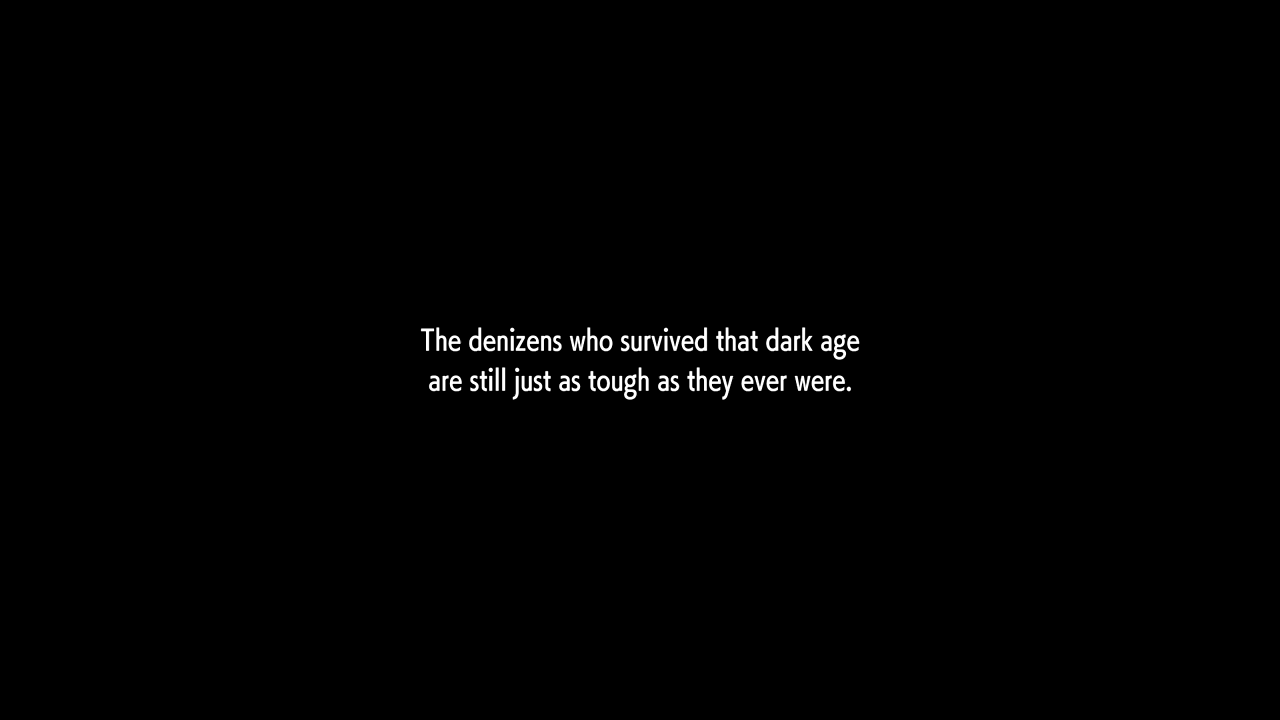 The denizens who survived that dark age
are still just as tough as they ever were.